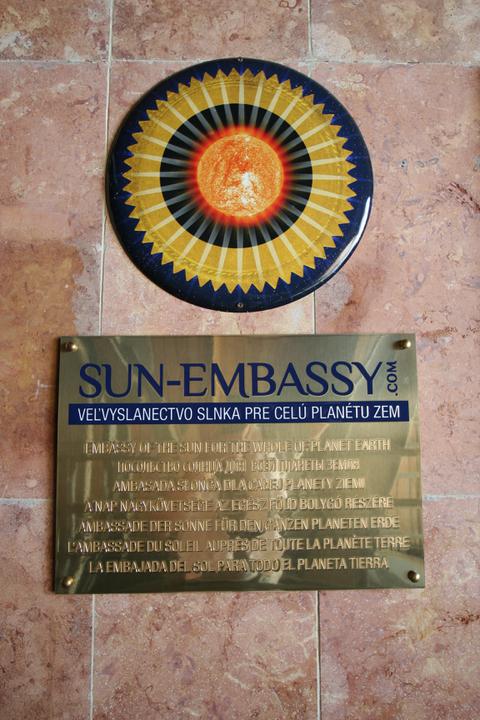 SUN-EMBASSY.COM
VEĽVYSLANECTVO SLNKA PRE CELÚ PLANÉTU ZEM
EMBASSY OF THE SUN FOR THE WHOLE OF PLANET EARTH
ПОСОЛЬСТВО СОЛНЦА ДЛЯ ВСЕЙ ПЛАНЕТЫ ЗЕМЛЯ
AMBASADA SŁOŃCA DLA CAŁEJ PLANETY ZIEMI
A NAP NAGYKÖVETSÉGE AZ EGÉSZ FÖLD BOLYGÓ RÉSZÉRE
AMBASSADE DER SONNE FÜR DEN GANZEN PLANETEN ERDE
L'AMBASSADE DU SOLEIL AUPRÈS DE TOUTE LA PLANÈTE TERRE
LA EMBAJADA DEL SOL PARA TODO EL PLANETA TIERRA